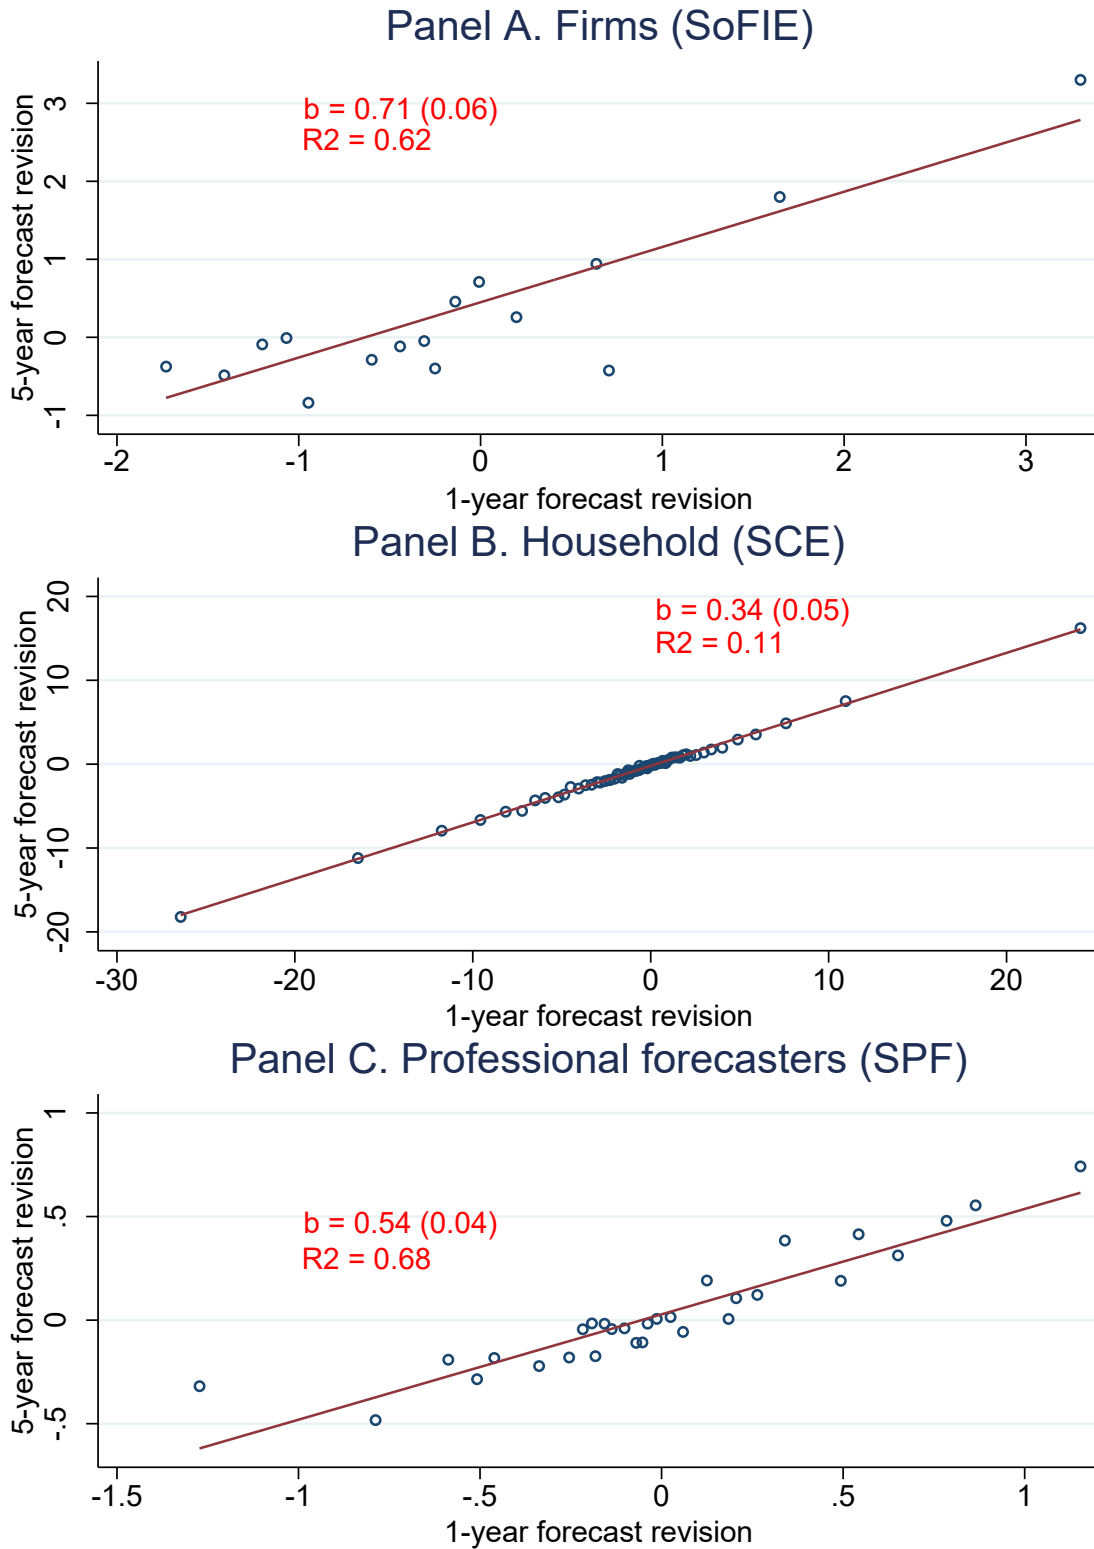 Panel A. Firms (SoFIE)
b = 0.71 (0.06)
R2 = 0.62
5-year forecast revision
3
2
1
0
-1
-2 -1 0 1 2 3
1-year forecast revision
Panel B. Household (SCE)
b = 0.34 (0.05)
R2 = 0.11
5-year forecast revision
20
10
0
-10
-20
-30 -20 -10 0 10 20
1-year forecast revision
Panel C. Professional forecasters (SPF)
b = 0.54 (0.04)
R2 = 0.68
5-year forecast revision
1
.5
0
-.5
-1.5 -1 -.5 0 .5 1
1-year forecast revision